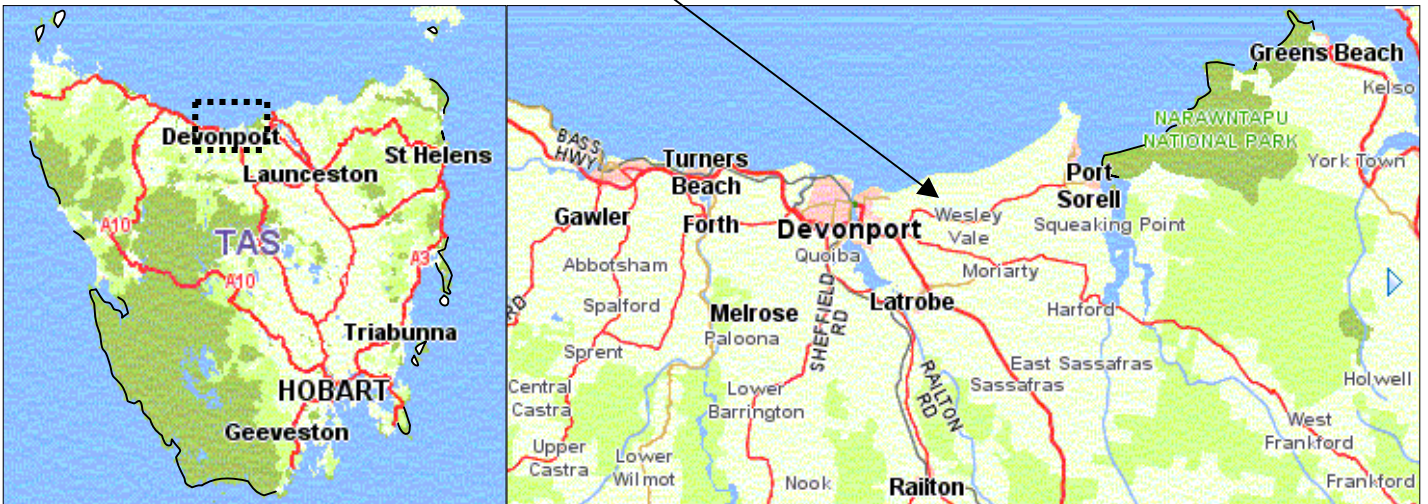 Devonport
St Helens
Launceston
A10
TAS
A3
A10
Triabunna
HOBART
Geeveston
Greens Beach
Kelso
NARAWNTAPU
NATIONAL PARK
BASS
HWY
Turners
Beach
York Town
Port
Sorell
Gawler
Forth
Devonport
Wesley
Vale
Squeaking Point
Quoiba
Abbotsham
Moriarty
Latrobe
Spalford
RD
Melrose
SHEFFIELD
RD
Harford
Paloona
Sprent
East Sassafras
Sassafras
RAILTON
RD
Holwell
Central
Castra
Lower
Barrington
West
Frankford
Upper
Castra
Lower
Wilmot
Nook
Railton
Frankford